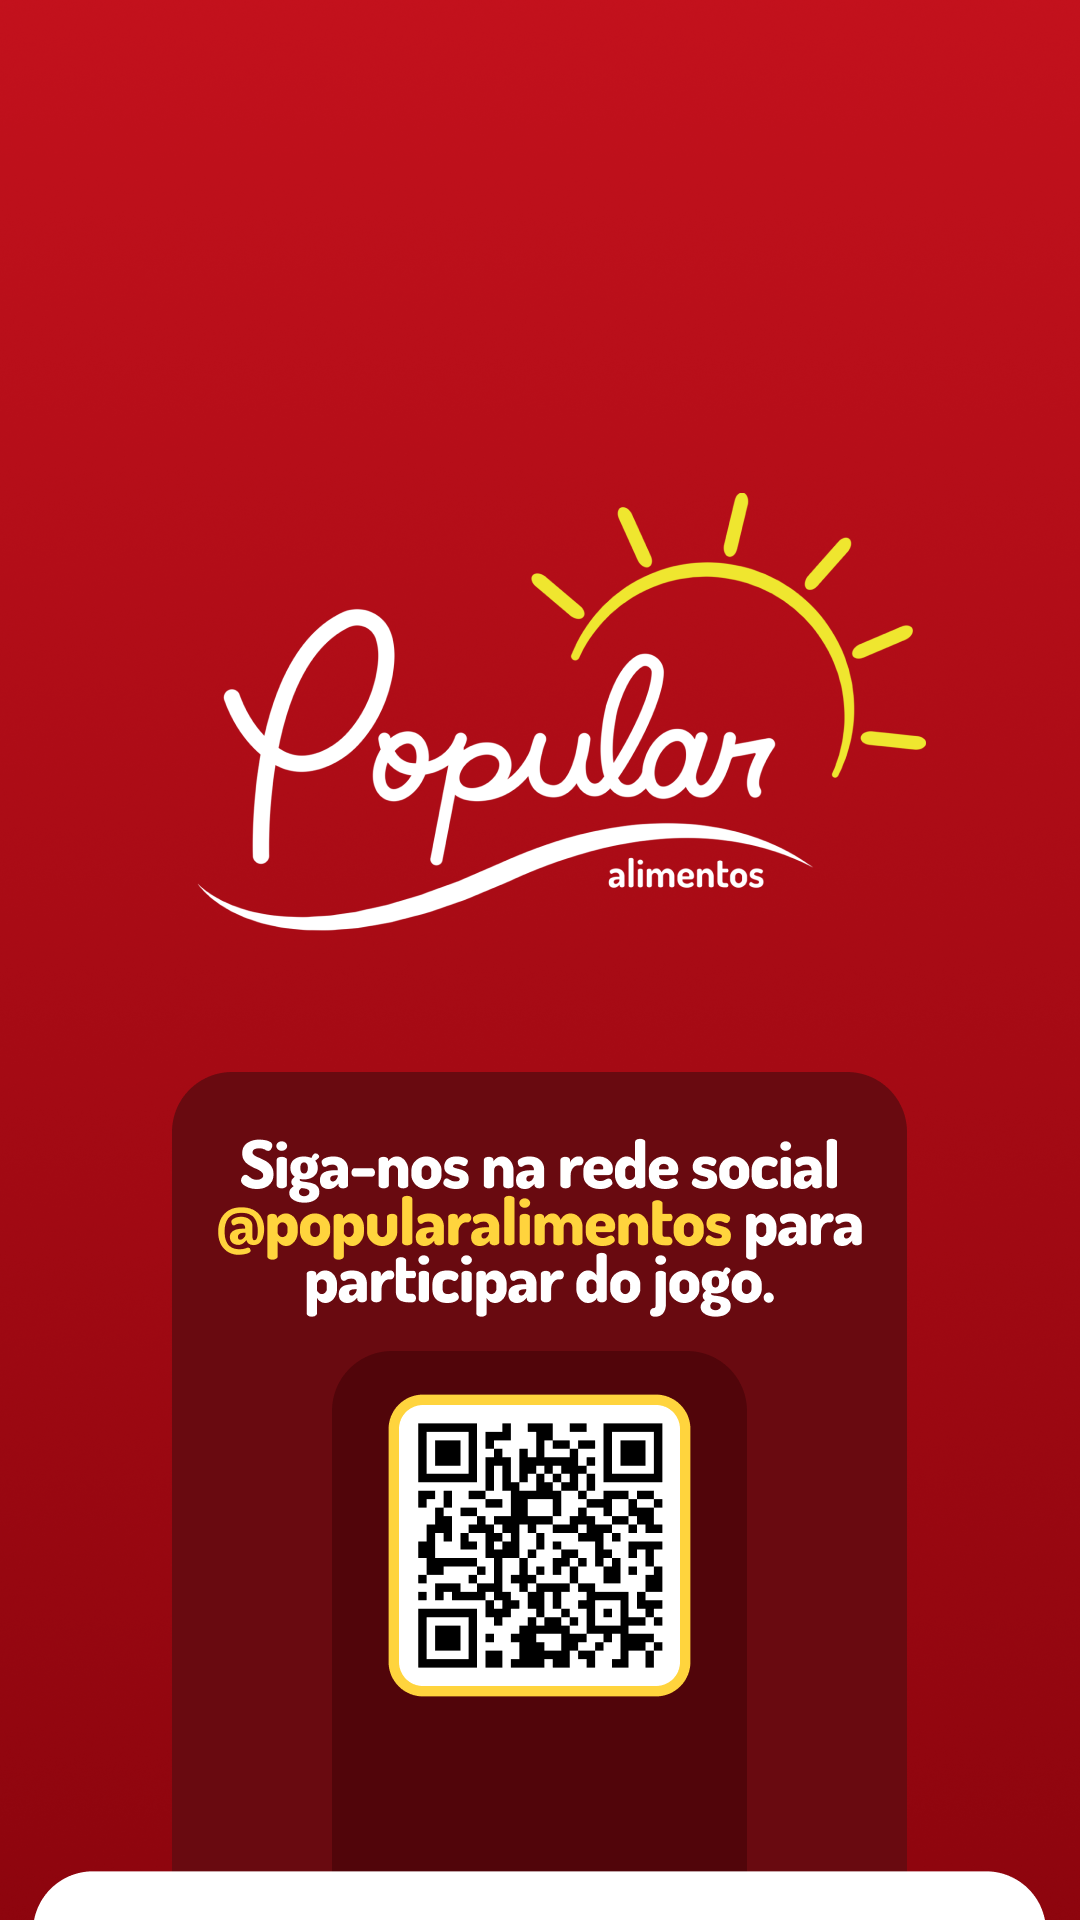 Popular
alimentos
Siga-nos na rede social
@popularalimentos para
participar do jogo.